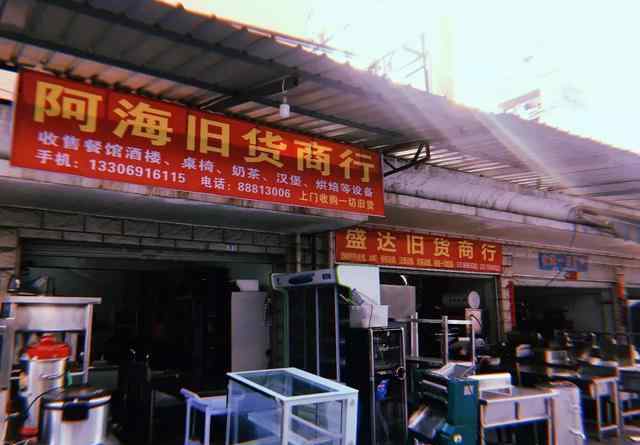 阿海旧货商行
收售餐馆酒楼、桌椅、奶茶、汉堡、烘焙等设备
手机：13306916115 电话：88813006 上门收购一切旧货
盛达旧货商行